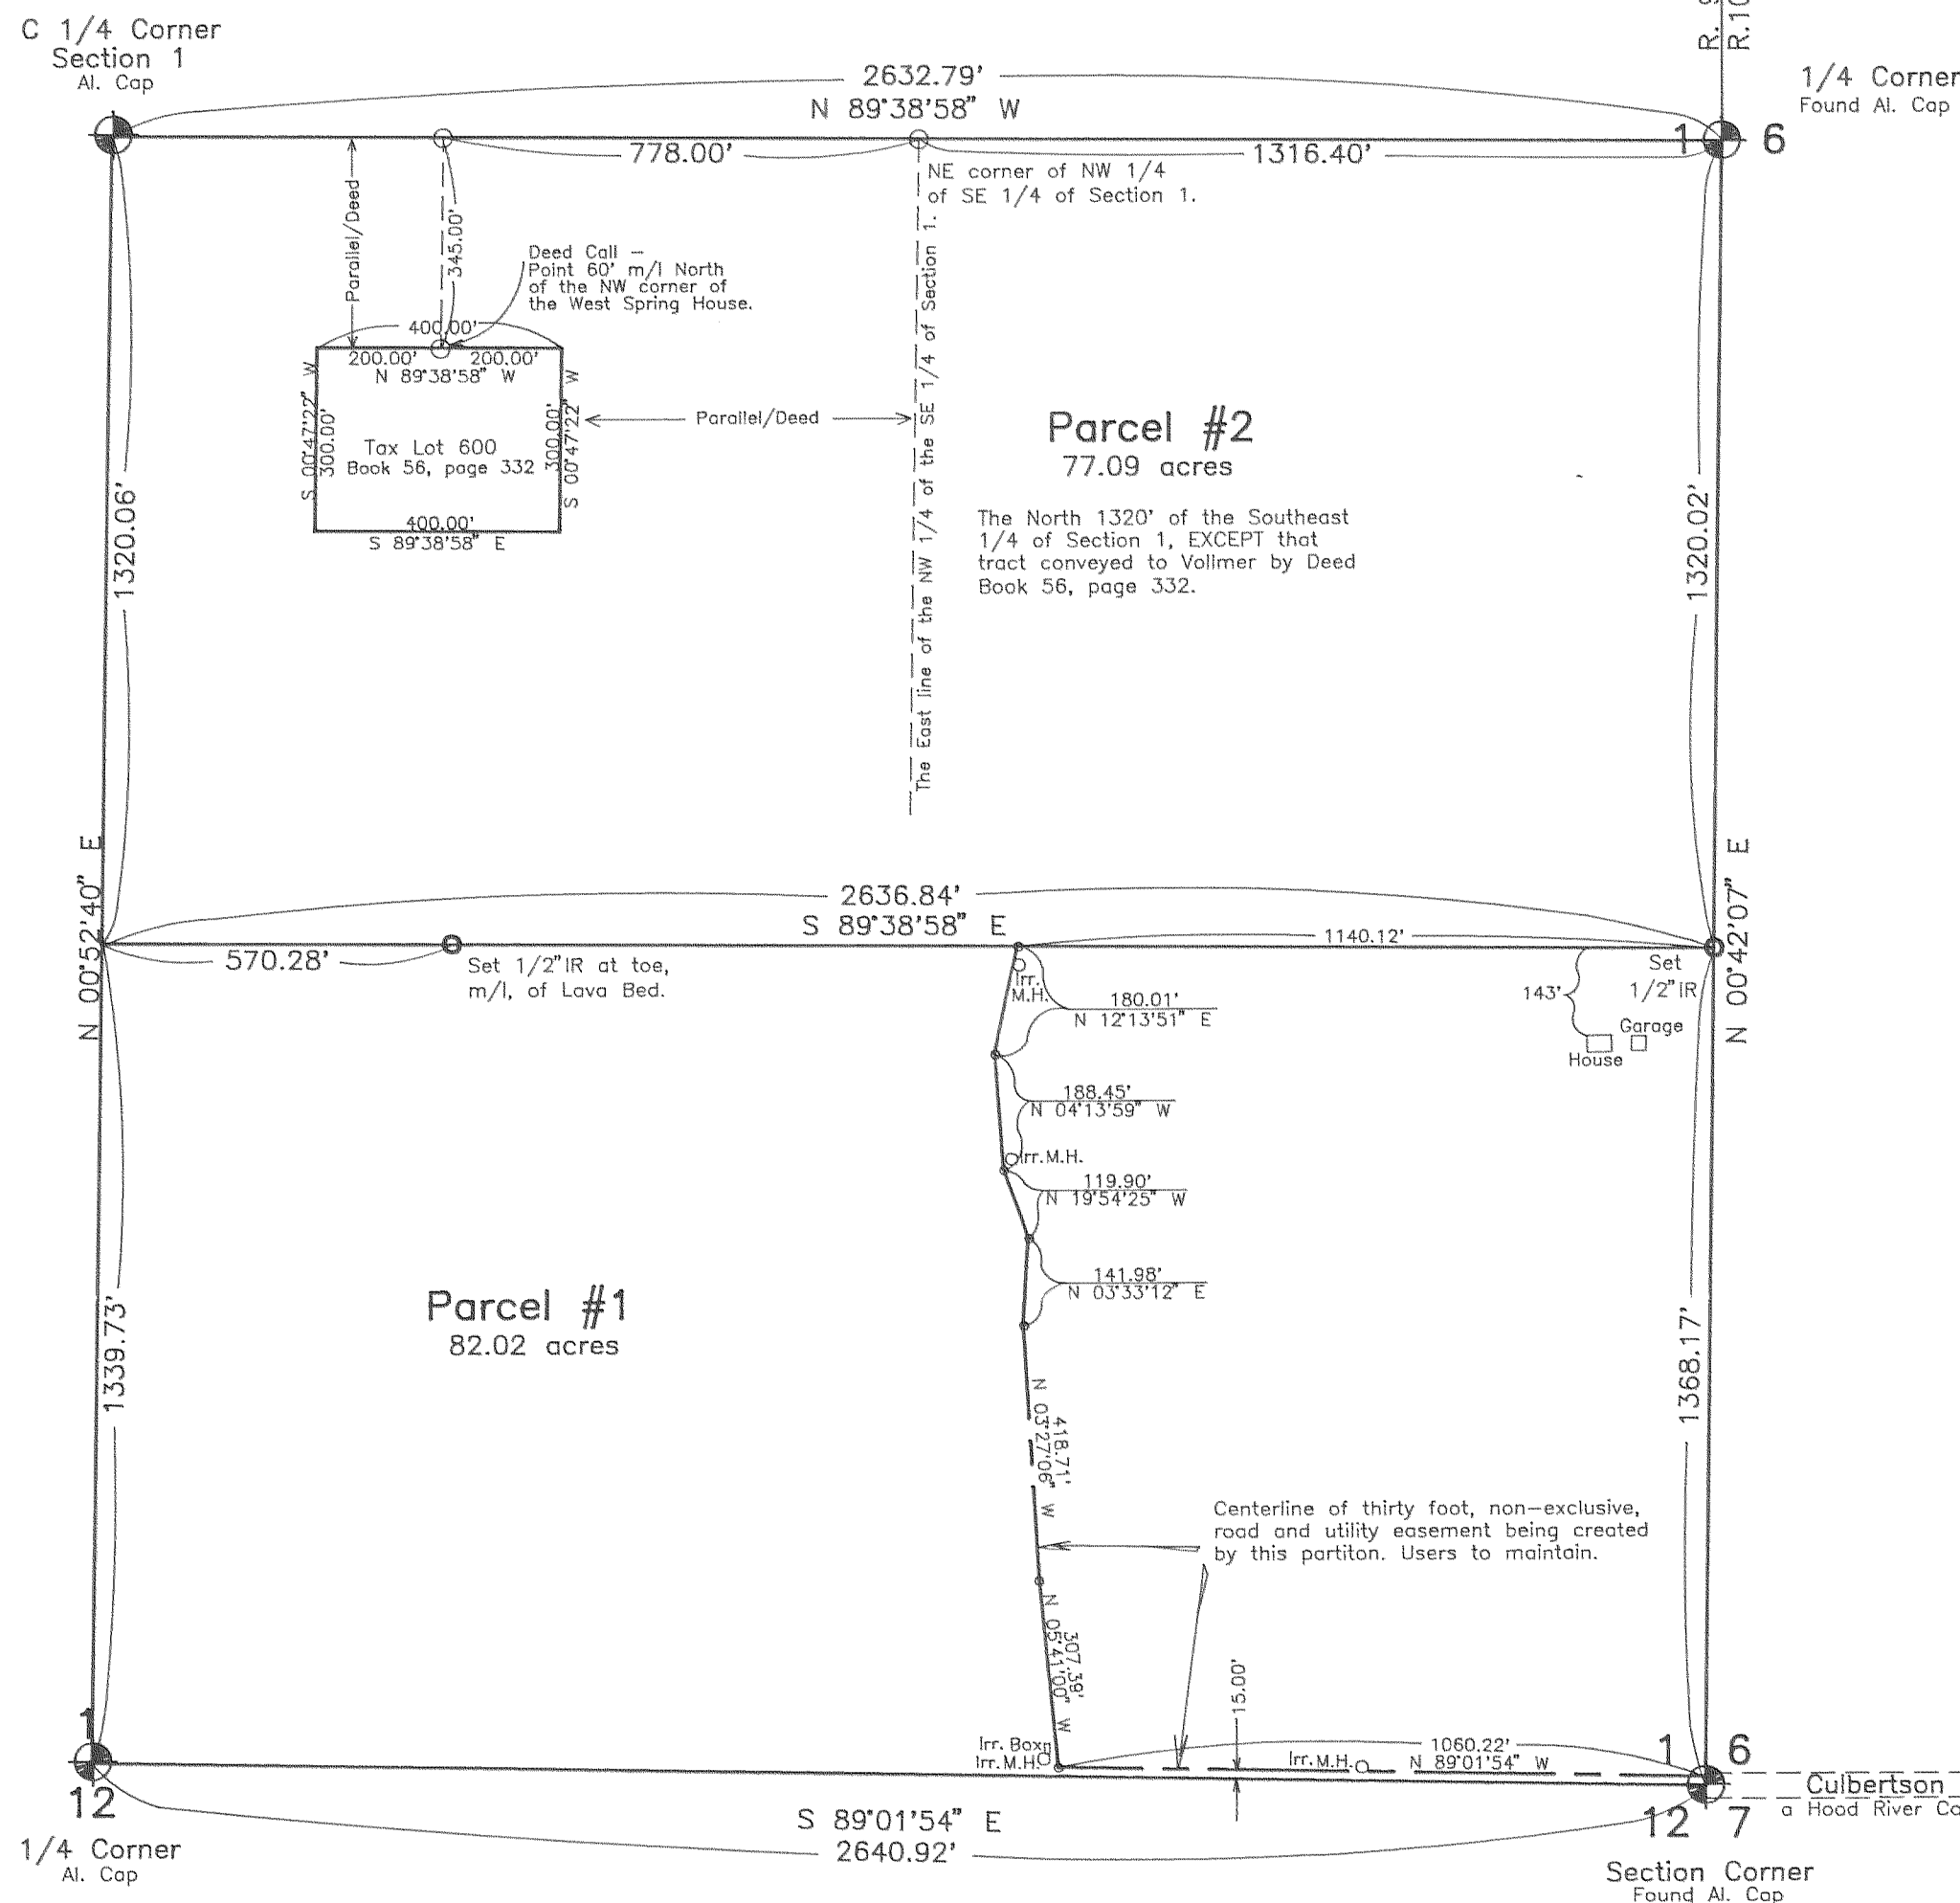 C 1/4 Corner
Section 1
Al. Cap
2632.79'
N 89°38'58" W
R.10
1/4 Corner
Found Al. Cap
1 6
778.00'
1316.40'
NE corner of NW 1/4
of SE 1/4 of Section 1.
Parallel/Deed
345.00'
Deed Call –
Point 60' m/l North
of the NW corner of
the West Spring House.
400.00'
200.00' 200.00'
N 89°38'58" W
S 00°47'22" W
300.00'
Tax Lot 600
Book 56, page 332
300.00'
S 00°47'22" W
400.00'
S 89°38'58" E
Parallel/Deed
The East line of the NW 1/4 of the SE 1/4 of Section 1.
Parcel #2
77.09 acres
The North 1320' of the Southeast
1/4 of Section 1, EXCEPT that
tract conveyed to Vollmer by Deed
Book 56, page 332.
1320.06'
1320.02'
N 00°52'40" E
N 00°42'07" E
2636.84'
S 89°38'58" E
570.28'
Set 1/2"IR at toe,
m/l, of Lava Bed.
1140.12'
Set
1/2"IR
143'
Garage
House
Irr.
M.H.
180.01'
N 12°13'51" E
188.45'
N 04°13'59" W
Irr.M.H.
119.90'
N 19°54'25" W
141.98'
N 03°33'12" E
Parcel #1
82.02 acres
1339.73'
1368.17'
418.71'
N 03°27'06" W
Centerline of thirty foot, non-exclusive,
road and utility easement being created
by this partiton. Users to maintain.
307.39'
N 05°41'00" W
15.00'
Irr. Box
Irr.M.H.
Irr.M.H.
1060.22'
N 89°01'54" W
1
12
1 6
12 7
Culbertson
a Hood River Co
S 89°01'54" E
2640.92'
1/4 Corner
Al. Cap
Section Corner
Found Al. Cap